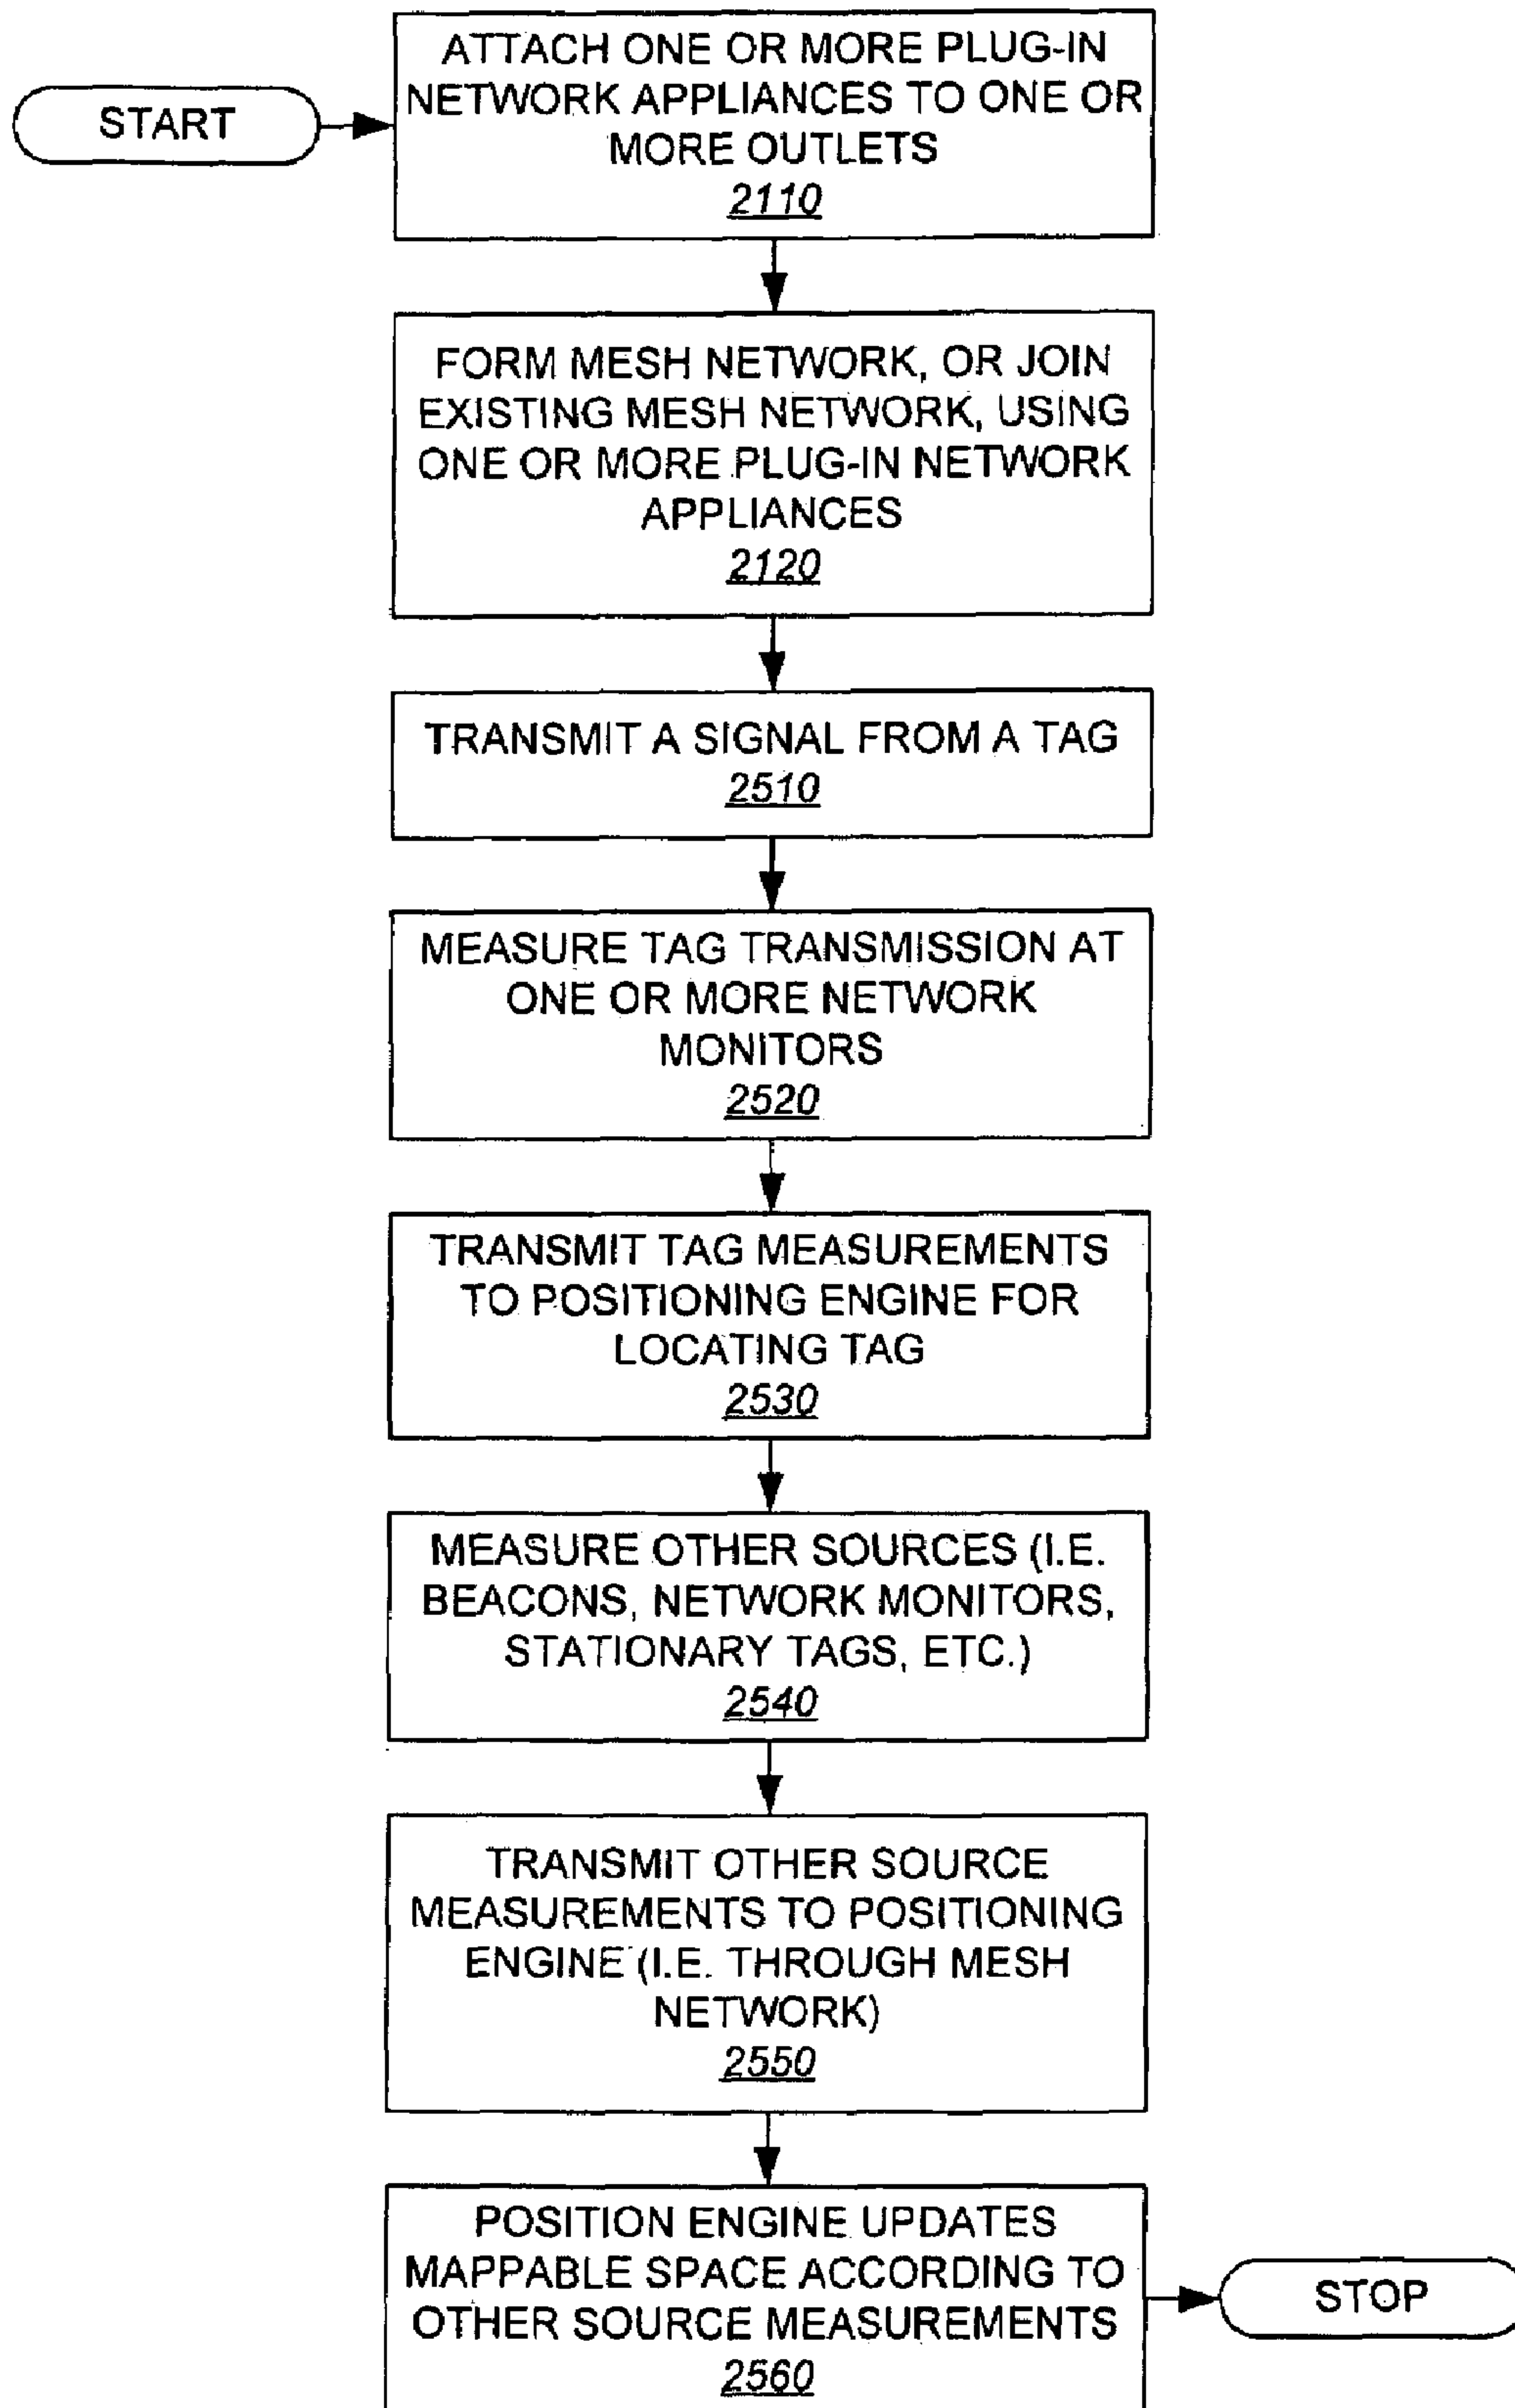 START
ATTACH ONE OR MORE PLUG-IN
NETWORK APPLIANCES TO ONE OR
MORE OUTLETS
2110
FORM MESH NETWORK, OR JOIN
EXISTING MESH NETWORK, USING
ONE OR MORE PLUG-IN NETWORK
APPLIANCES
2120
TRANSMIT A SIGNAL FROM A TAG
2510
MEASURE TAG TRANSMISSION AT
ONE OR MORE NETWORK
MONITORS
2520
TRANSMIT TAG MEASUREMENTS
TO POSITIONING ENGINE FOR
LOCATING TAG
2530
MEASURE OTHER SOURCES (I.E.
BEACONS, NETWORK MONITORS,
STATIONARY TAGS, ETC.)
2540
TRANSMIT OTHER SOURCE
MEASUREMENTS TO POSITIONING
ENGINE (I.E. THROUGH MESH
NETWORK)
2550
POSITION ENGINE UPDATES
MAPPABLE SPACE ACCORDING TO
OTHER SOURCE MEASUREMENTS
2560
STOP